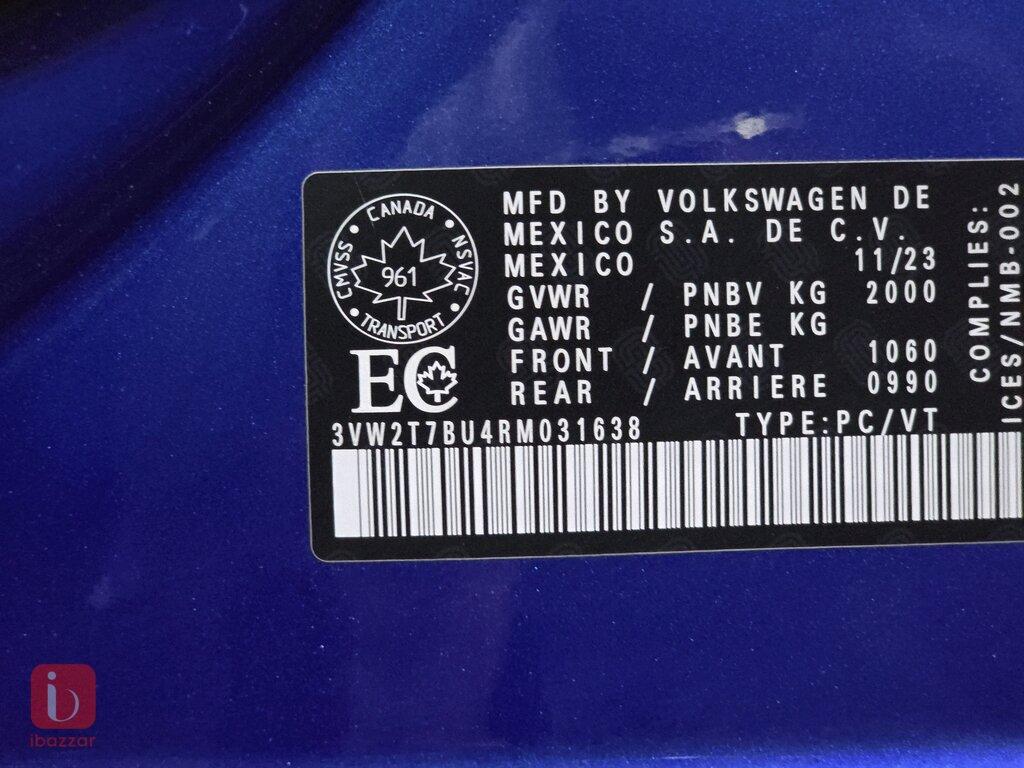 CANADA
CMVSS
NSVAC
961
TRANSPORT
EC
MFD BY VOLKSWAGEN DE
MEXICO S.A. DE C.V.
MEXICO 11/23
GVWR / PNBV KG 2000
GAWR / PNBE KG
FRONT / AVANT 1060
REAR / ARRIERE 0990
3VW2T7BU4RM031638 TYPE:PC/VT
COMPLIES:
ICES/NMB-002
ibazzar